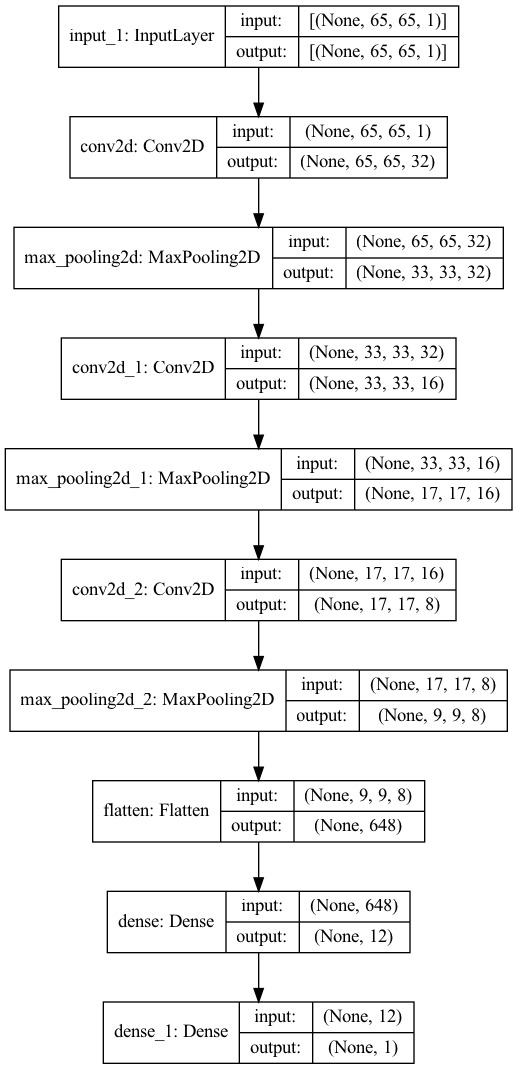 input_1: InputLayer
input:
[(None, 65, 65, 1)]
output:
[(None, 65, 65, 1)]
conv2d: Conv2D
input:
(None, 65, 65, 1)
output:
(None, 65, 65, 32)
max_pooling2d: MaxPooling2D
input:
(None, 65, 65, 32)
output:
(None, 33, 33, 32)
conv2d_1: Conv2D
input:
(None, 33, 33, 32)
output:
(None, 33, 33, 16)
max_pooling2d_1: MaxPooling2D
input:
(None, 33, 33, 16)
output:
(None, 17, 17, 16)
conv2d_2: Conv2D
input:
(None, 17, 17, 16)
output:
(None, 17, 17, 8)
max_pooling2d_2: MaxPooling2D
input:
(None, 17, 17, 8)
output:
(None, 9, 9, 8)
flatten: Flatten
input:
(None, 9, 9, 8)
output:
(None, 648)
dense: Dense
input:
(None, 648)
output:
(None, 12)
dense_1: Dense
input:
(None, 12)
output:
(None, 1)